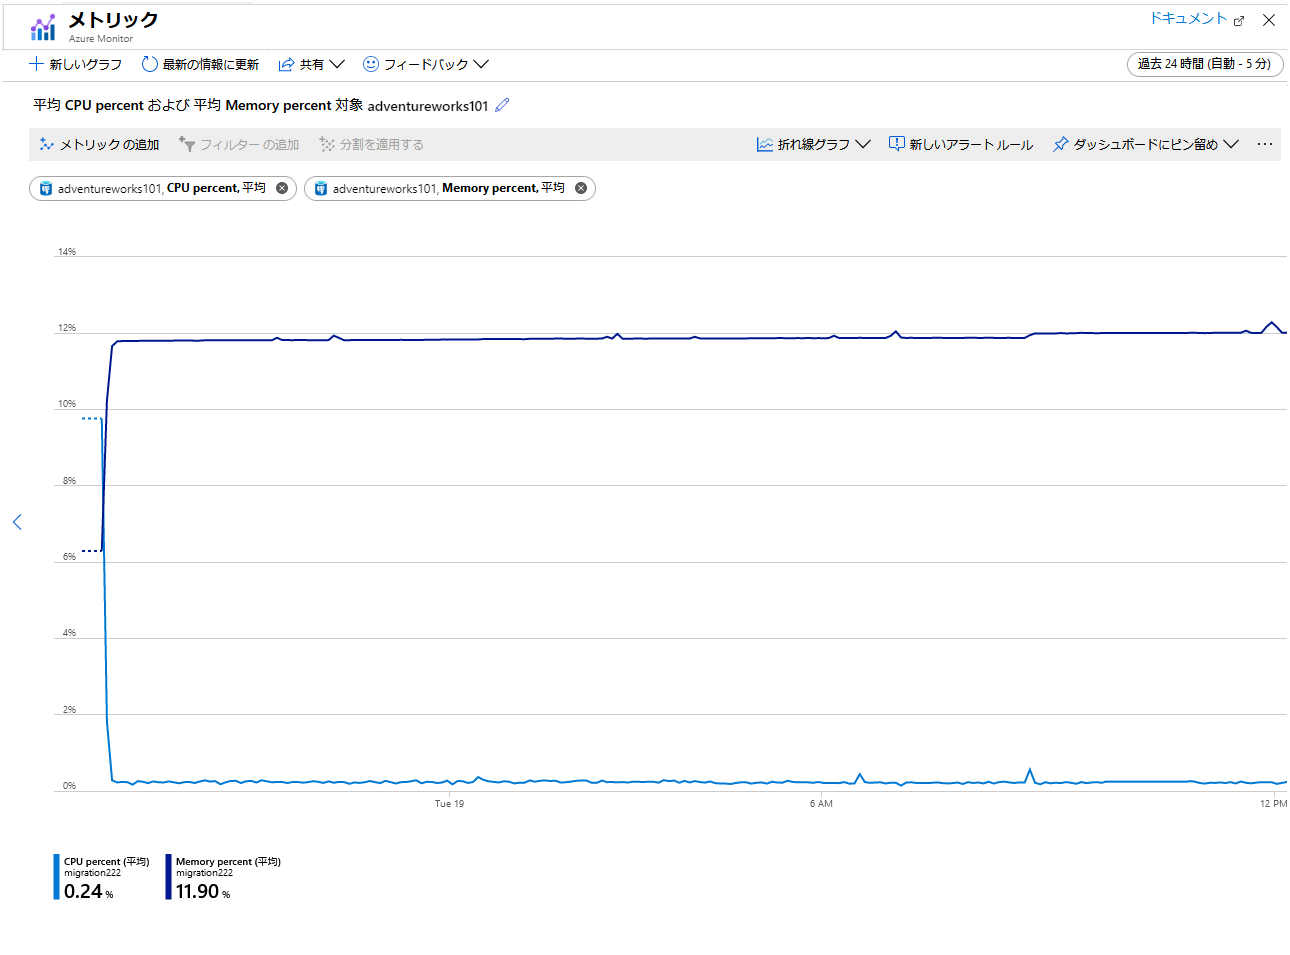 メトリック
Azure Monitor
ドキュメント
新しいグラフ 最新の情報に更新 共有 フィードバック
過去 24 時間 (自動 - 5 分)
平均 CPU percent および 平均 Memory percent 対象 adventureworks101
メトリック の追加 フィルター の追加 分割を適用する 折れ線グラフ 新しいアラート ルール ダッシュボードにピン留め ...
adventureworks101, CPU percent, 平均 adventureworks101, Memory percent, 平均
14%
12%
10%
8%
6%
4%
2%
0%
Tue 19 6 AM 12 PM
CPU percent (平均)
migration222
0.24 %
Memory percent (平均)
migration222
11.90 %